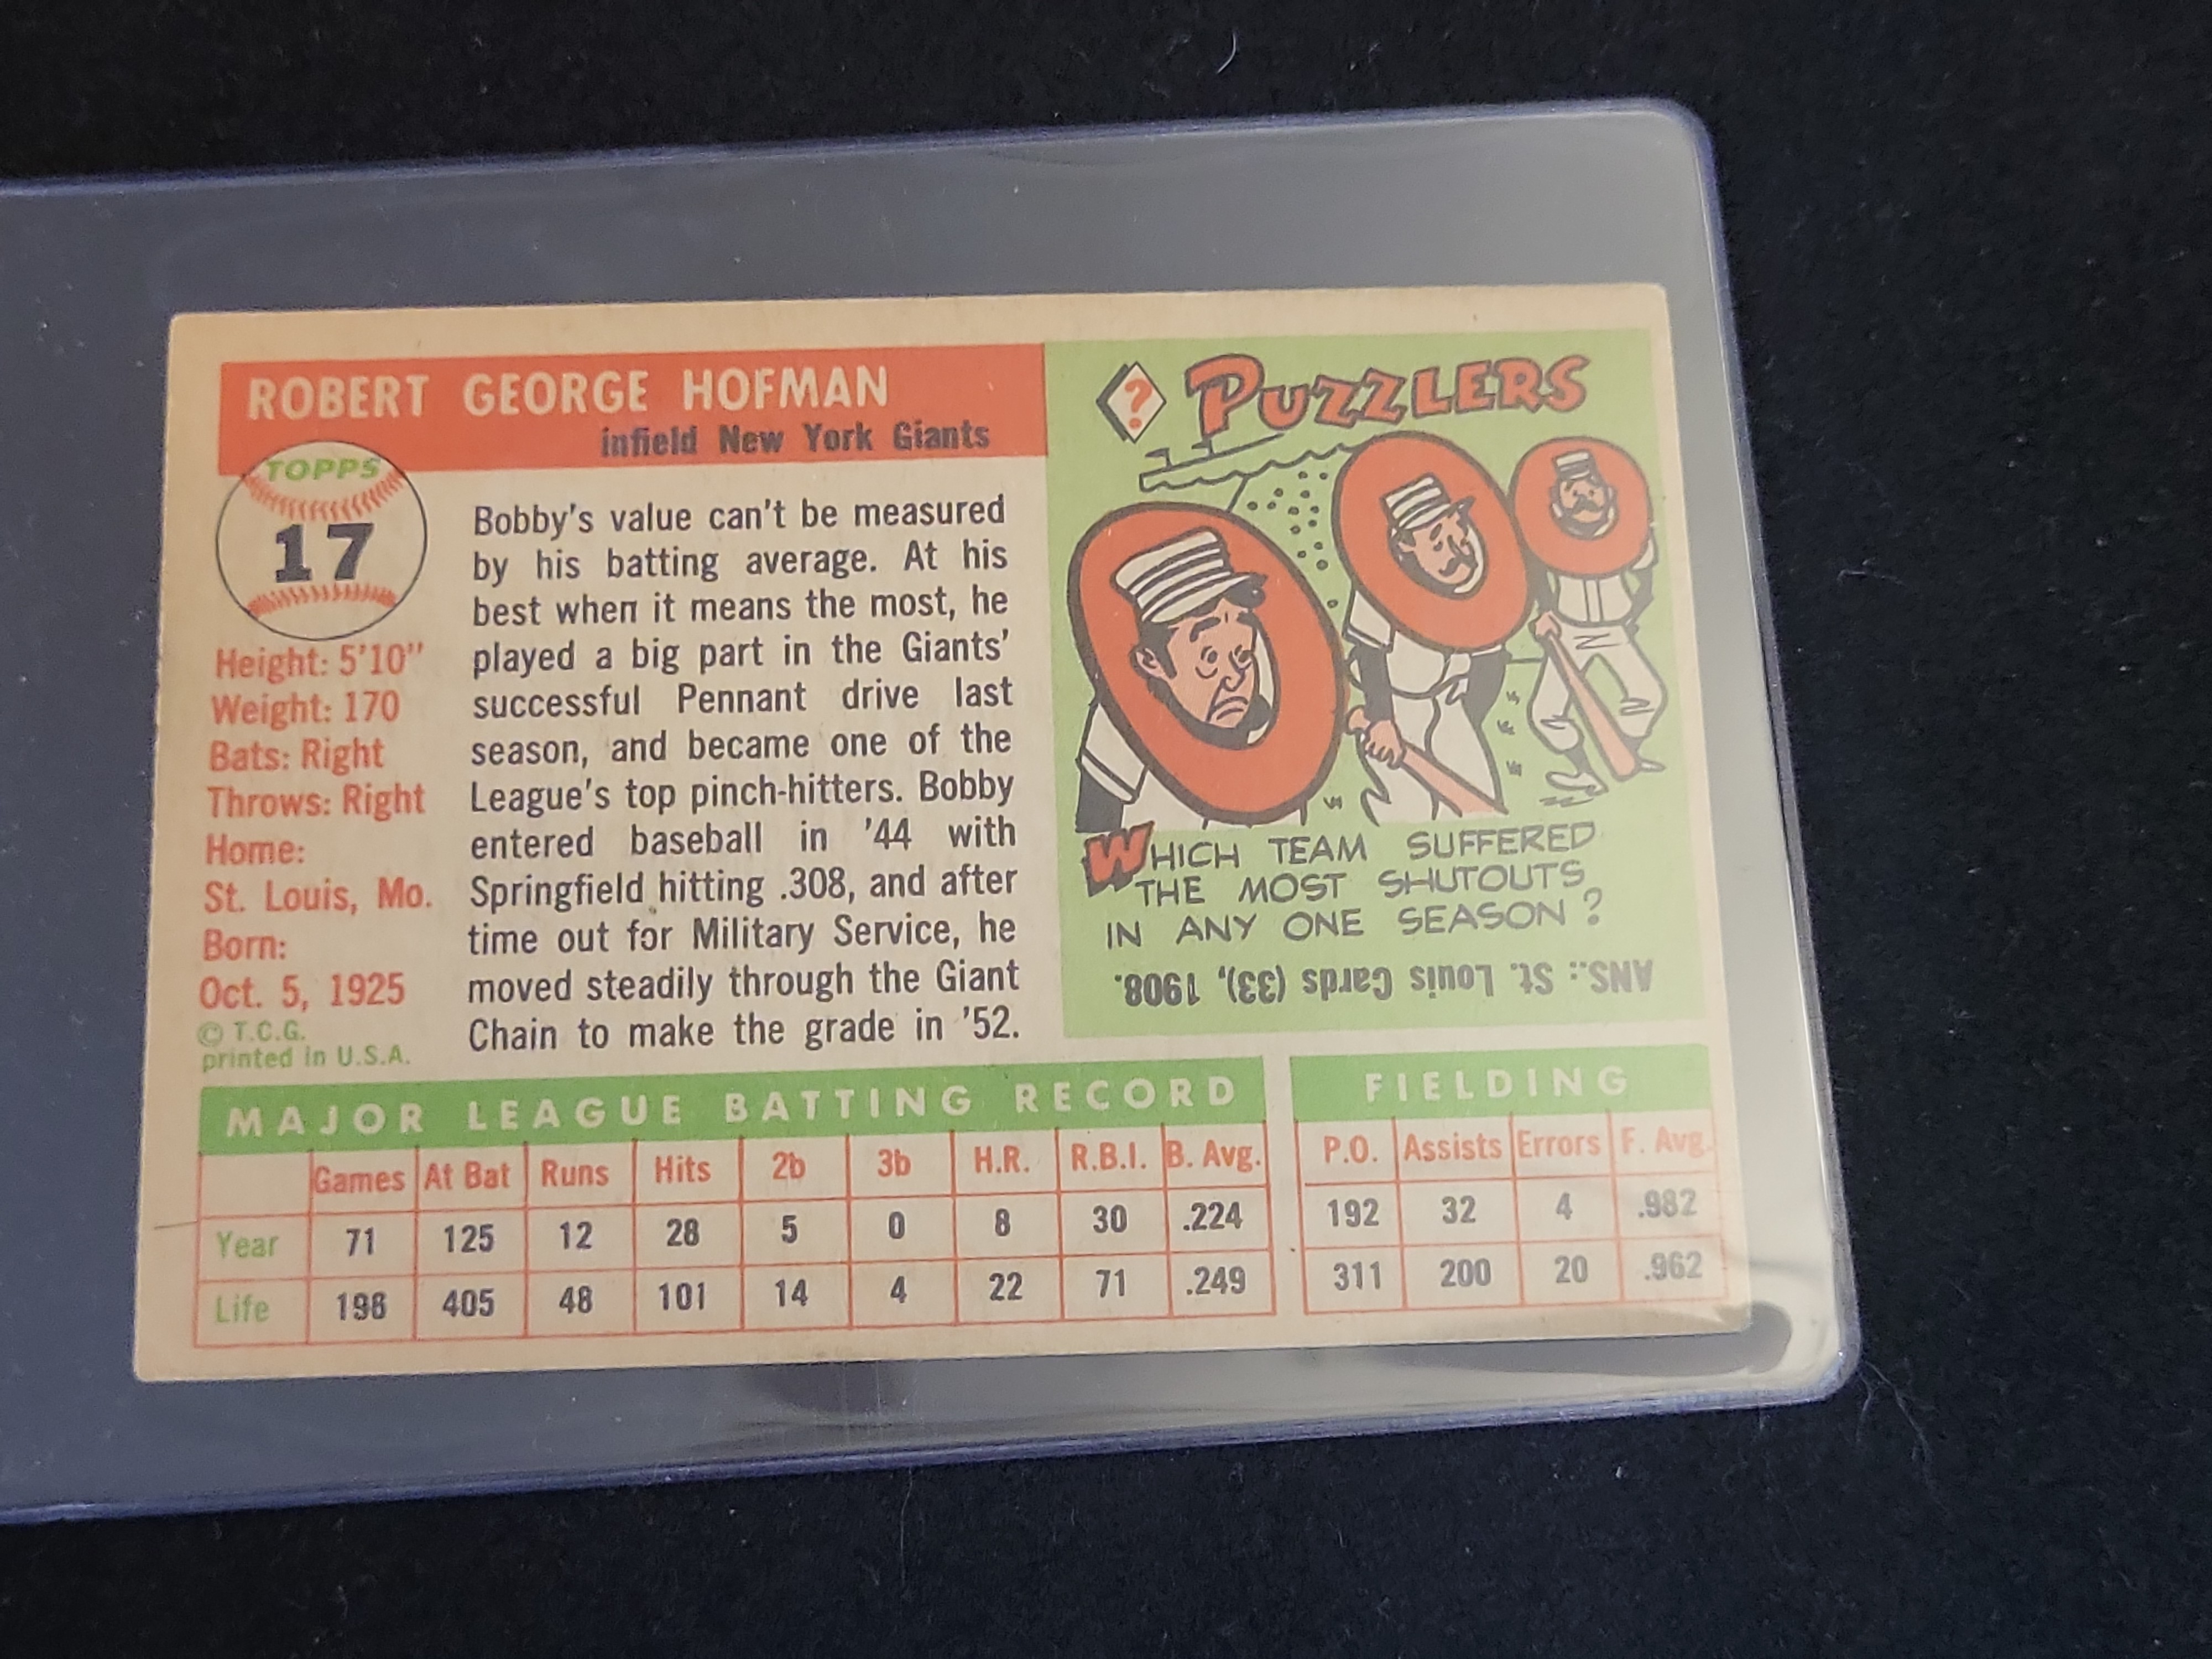 ROBERT GEORGE HOFMAN
infield New York Giants
TOPPS
17
Height: 5'10"
Weight: 170
Bats: Right
Throws: Right
Home:
St. Louis, Mo.
Born:
Oct. 5, 1925
© T.C.G.
printed in U.S.A.
Bobby's value can't be measured
by his batting average. At his
best when it means the most, he
played a big part in the Giants'
successful Pennant drive last
season, and became one of the
League's top pinch-hitters. Bobby
entered baseball in '44 with
Springfield hitting .308, and after
time out for Military Service, he
moved steadily through the Giant
Chain to make the grade in '52.
? PUZZLERS
WHICH TEAM SUFFERED
THE MOST SHUTOUTS
IN ANY ONE SEASON?
ANS.: St. Louis Cards (33), 1908.
MAJOR LEAGUE BATTING RECORD
Games At Bat Runs Hits 2b 3b H.R. R.B.I. B. Avg.
Year 71 125 12 28 5 0 8 30 .224
Life 198 405 48 101 14 4 22 71 .249
FIELDING
P.O. Assists Errors F. Avg.
192 32 4 .982
311 200 20 .962